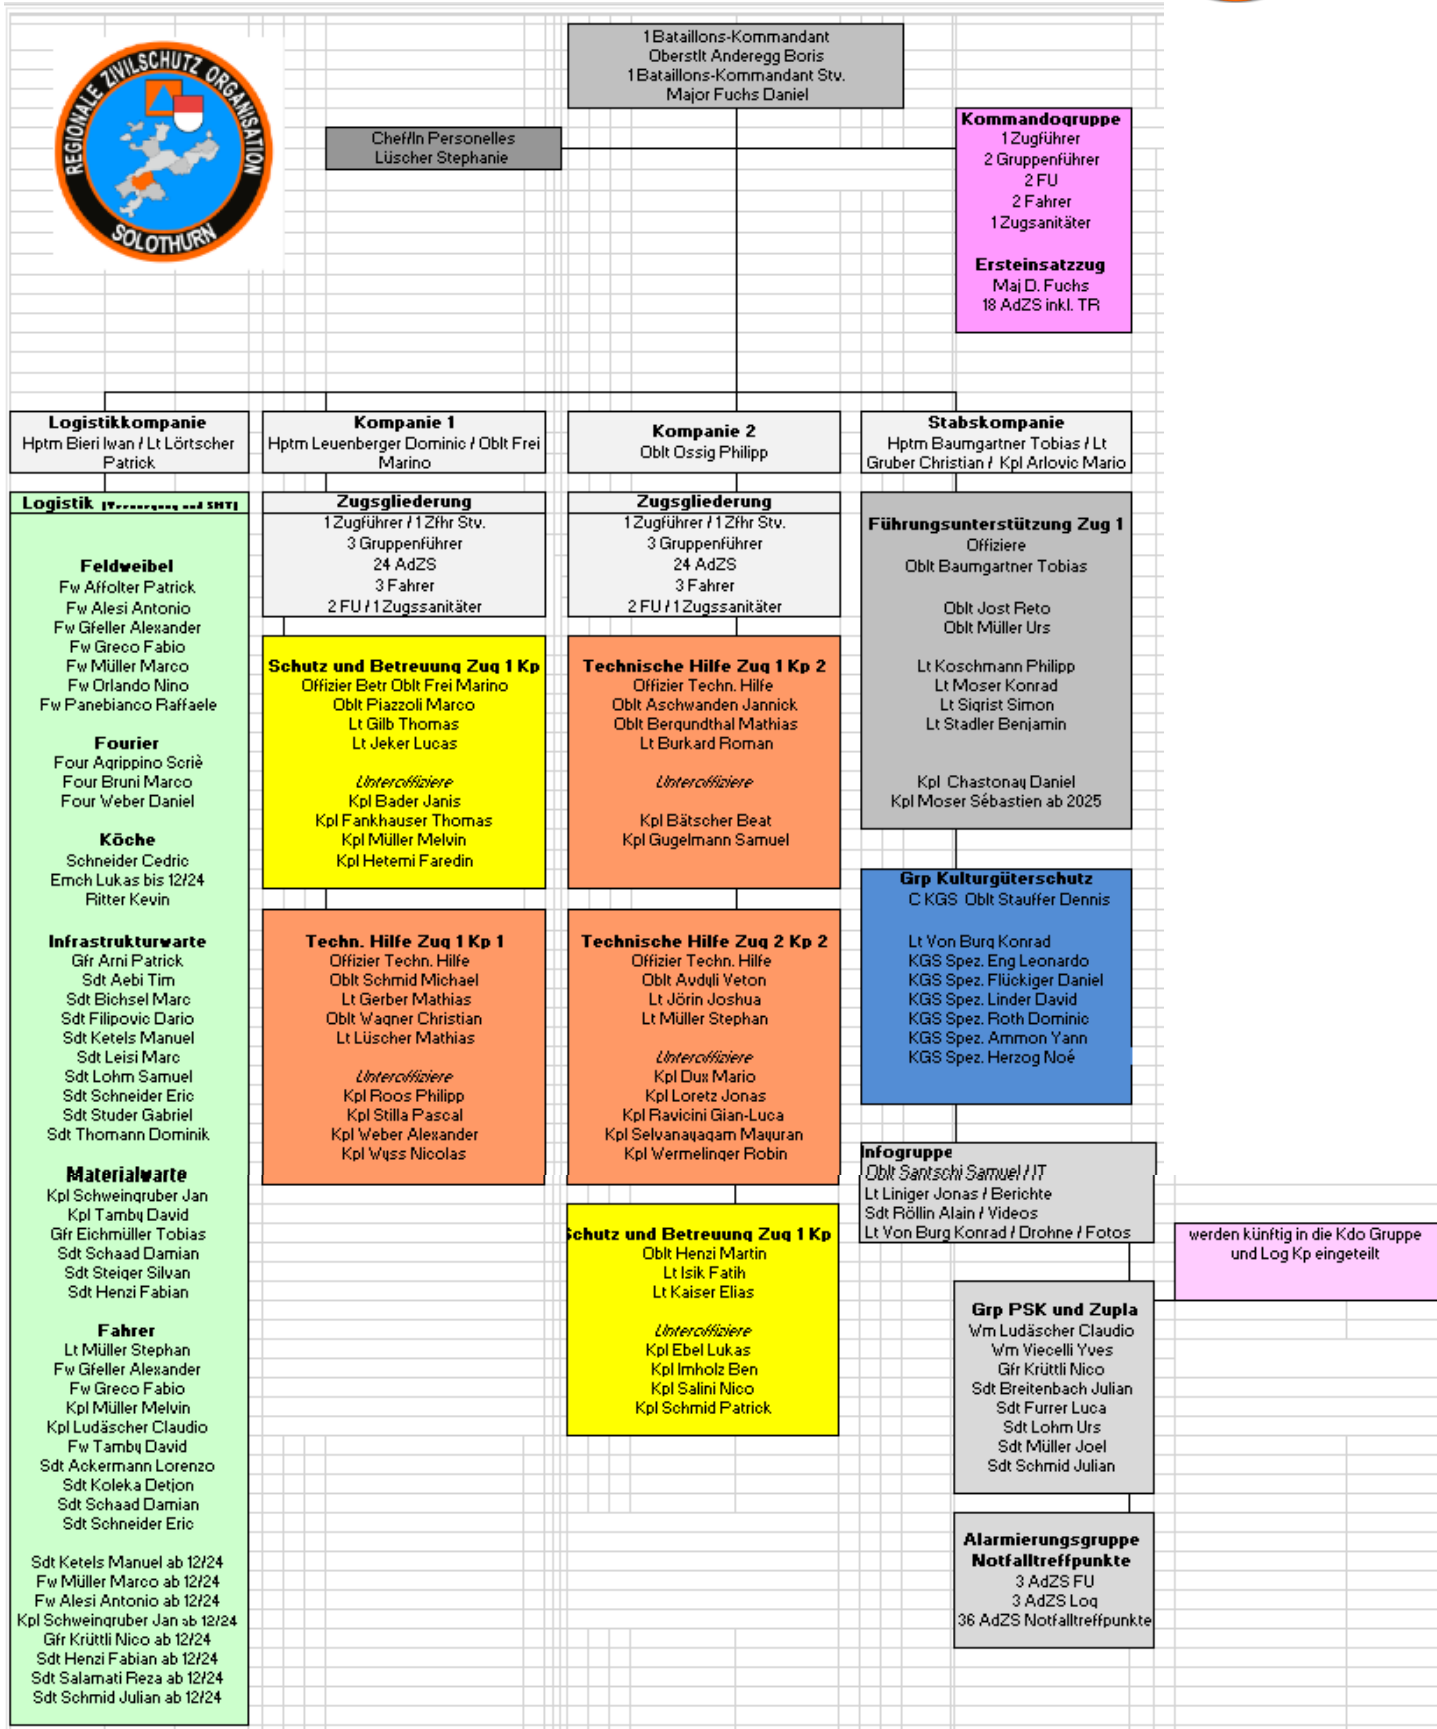 REGIONALE ZIVILSCHUTZ ORGANISATION
SOLOTHURN
1 Bataillons-Kommandant
Oberstlt Anderegg Boris
1 Bataillons-Kommandant Stv.
Major Fuchs Daniel
Chef/In Personelles
Lüscher Stephanie
Kommandogruppe
1 Zugführer
2 Gruppenführer
2 FU
2 Fahrer
1 Zugsanitäter
Ersteinsatzzug
Maj D. Fuchs
18 AdZS inkl. TR
Logistikkompanie
Hptm Bieri Iwan / Lt Lörtscher
Patrick
Kompanie 1
Hptm Leuenberger Dominic / Oblt Frei
Marino
Kompanie 2
Oblt Ossig Philipp
Stabskompanie
Hptm Baumgartner Tobias / Lt
Gruber Christian / Kpl Arlovic Mario
Logistik
Feldweibel
Fw Affolter Patrick
Fw Alesi Antonio
Fw Gfeller Alexander
Fw Greco Fabio
Fw Müller Marco
Fw Orlando Nino
Fw Panebianco Raffaele
Fourier
Four Agrippino Scriè
Four Bruni Marco
Four Weber Daniel
Köche
Schneider Cedric
Emch Lukas bis 12/24
Ritter Kevin
Infrastrukturwarte
Gfr Arni Patrick
Sdt Aebi Tim
Sdt Bichsel Marc
Sdt Filipovic Dario
Sdt Ketels Manuel
Sdt Leisi Marc
Sdt Lohm Samuel
Sdt Schneider Eric
Sdt Studer Gabriel
Sdt Thomann Dominik
Materialwarte
Kpl Schweingruber Jan
Kpl Tamby David
Gfr Eichmüller Tobias
Sdt Schaad Damian
Sdt Steiger Silvan
Sdt Henzi Fabian
Fahrer
Lt Müller Stephan
Fw Gfeller Alexander
Fw Greco Fabio
Kpl Müller Melvin
Kpl Ludäscher Claudio
Fw Tamby David
Sdt Ackermann Lorenzo
Sdt Koleka Detjon
Sdt Schaad Damian
Sdt Schneider Eric
Sdt Ketels Manuel ab 12/24
Fw Müller Marco ab 12/24
Fw Alesi Antonio ab 12/24
Kpl Schweingruber Jan ab 12/24
Gfr Krüttli Nico ab 12/24
Sdt Henzi Fabian ab 12/24
Sdt Salamati Reza ab 12/24
Sdt Schmid Julian ab 12/24
Zugsgliederung
1 Zugführer / 1 Zfhr Stv.
3 Gruppenführer
24 AdZS
3 Fahrer
2 FU / 1 Zugssanitäter
Schutz und Betreuung Zug 1 Kp
Offizier Betr Oblt Frei Marino
Oblt Piazzoli Marco
Lt Gilb Thomas
Lt Jeker Lucas
Unteroffiziere
Kpl Bader Janis
Kpl Fankhauser Thomas
Kpl Müller Melvin
Kpl Hetemi Faredin
Techn. Hilfe Zug 1 Kp 1
Offizier Techn. Hilfe
Oblt Schmid Michael
Lt Gerber Mathias
Oblt Wagner Christian
Lt Lüscher Mathias
Unteroffiziere
Kpl Roos Philipp
Kpl Stilla Pascal
Kpl Weber Alexander
Kpl Wyss Nicolas
Zugsgliederung
1 Zugführer / 1 Zfhr Stv.
3 Gruppenführer
24 AdZS
3 Fahrer
2 FU / 1 Zugssanitäter
Technische Hilfe Zug 1 Kp 2
Offizier Techn. Hilfe
Oblt Aschwanden Jannick
Oblt Bergundthal Mathias
Lt Burkard Roman
Unteroffiziere
Kpl Bätscher Beat
Kpl Gugelmann Samuel
Technische Hilfe Zug 2 Kp 2
Offizier Techn. Hilfe
Oblt Avdyli Veton
Lt Jörin Joshua
Lt Müller Stephan
Unteroffiziere
Kpl Dux Mario
Kpl Loretz Jonas
Kpl Ravicini Gian-Luca
Kpl Selvanayagam Mayuran
Kpl Wermelinger Robin
Schutz und Betreuung Zug 1 Kp
Oblt Henzi Martin
Lt Isik Fatih
Lt Kaiser Elias
Unteroffiziere
Kpl Ebel Lukas
Kpl Imholz Ben
Kpl Salini Nico
Kpl Schmid Patrick
Führungsunterstützung Zug 1
Offiziere
Oblt Baumgartner Tobias
Oblt Jost Reto
Oblt Müller Urs
Lt Koschmann Philipp
Lt Moser Konrad
Lt Sigrist Simon
Lt Stadler Benjamin
Kpl Chastonay Daniel
Kpl Moser Sébastien ab 2025
Grp Kulturgüterschutz
C KGS Oblt Stauffer Dennis
Lt Von Burg Konrad
KGS Spez. Eng Leonardo
KGS Spez. Flückiger Daniel
KGS Spez. Linder David
KGS Spez. Roth Dominic
KGS Spez. Ammon Yann
KGS Spez. Herzog Noé
Infogruppe
Oblt Santschi Samuel / IT
Lt Liniger Jonas / Berichte
Sdt Röllin Alain / Videos
Lt Von Burg Konrad / Drohne / Fotos
werden künftig in die Kdo Gruppe
und Log Kp eingeteilt
Grp PSK und Zupla
Wm Ludäscher Claudio
Wm Viecelli Yves
Gfr Krüttli Nico
Sdt Breitenbach Julian
Sdt Furrer Luca
Sdt Lohm Urs
Sdt Müller Joel
Sdt Schmid Julian
Alarmierungsgruppe
Notfalltreffpunkte
3 AdZS FU
3 AdZS Log
36 AdZS Notfalltreffpunkte